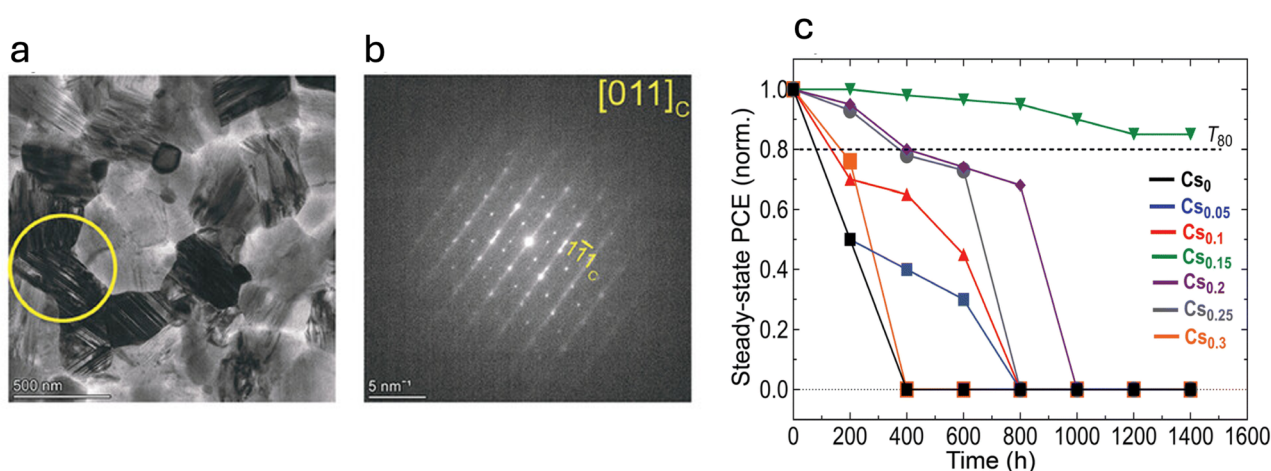 a
500 nm
b
[011]C
11̄1C
5 nm⁻¹
c
Steady-state PCE (norm.)
1.0
0.8
0.6
0.4
0.2
0.0
T80
Cs0
Cs0.05
Cs0.1
Cs0.15
Cs0.2
Cs0.25
Cs0.3
0 200 400 600 800 1000 1200 1400 1600
Time (h)